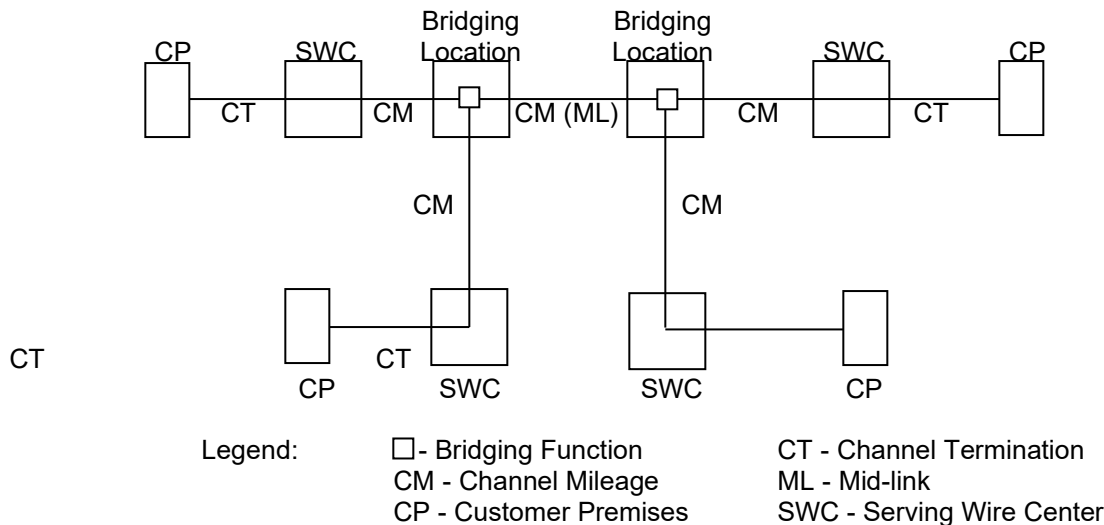 Bridging Bridging
CP SWC Location Location SWC CP
CT CM CM (ML) CM CT
CM CM
CT CT
CP SWC SWC CP
Legend: - Bridging Function CT - Channel Termination
CM - Channel Mileage ML - Mid-link
CP - Customer Premises SWC - Serving Wire Center